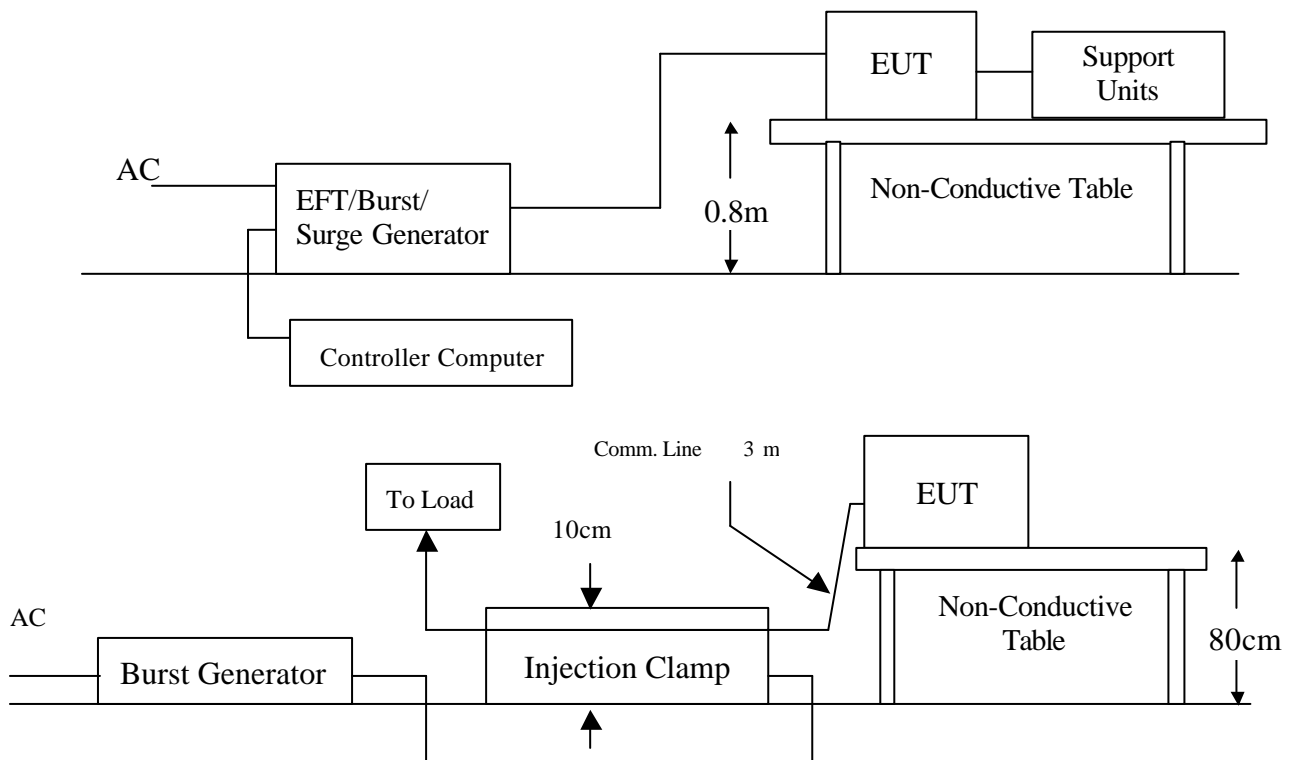 EUT
Support
Units
AC
EFT/Burst/
Surge Generator
0.8m
Non-Conductive Table
Controller Computer
Comm. Line 3 m
To Load
EUT
10cm
AC
Burst Generator
Injection Clamp
Non-Conductive
Table
80cm